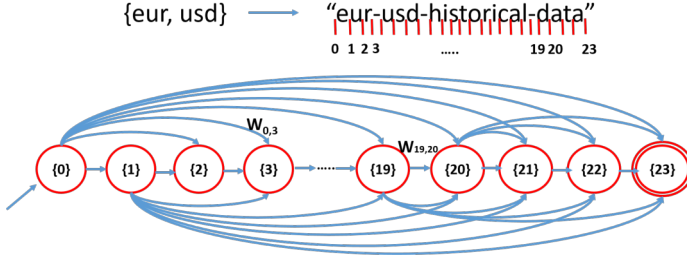 {eur, usd} “eur-usd-historical-data”
0 1 2 3 ..... 19 20 23
W0,3
W19,20
{0} {1} {2} {3} ...... {19} {20} {21} {22} {23}